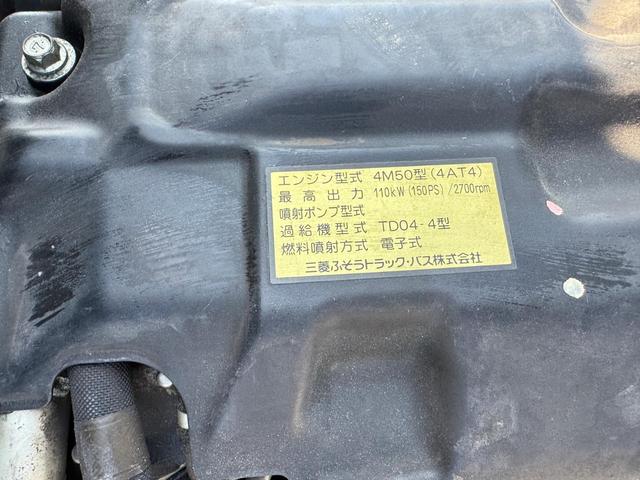 エンジン型式 4M50型(4AT4)
最高出力 110kW(150PS)/2700rpm
噴射ポンプ型式
過給機型式 TD04-4型
燃料噴射方式 電子式
三菱ふそうトラック・バス株式会社